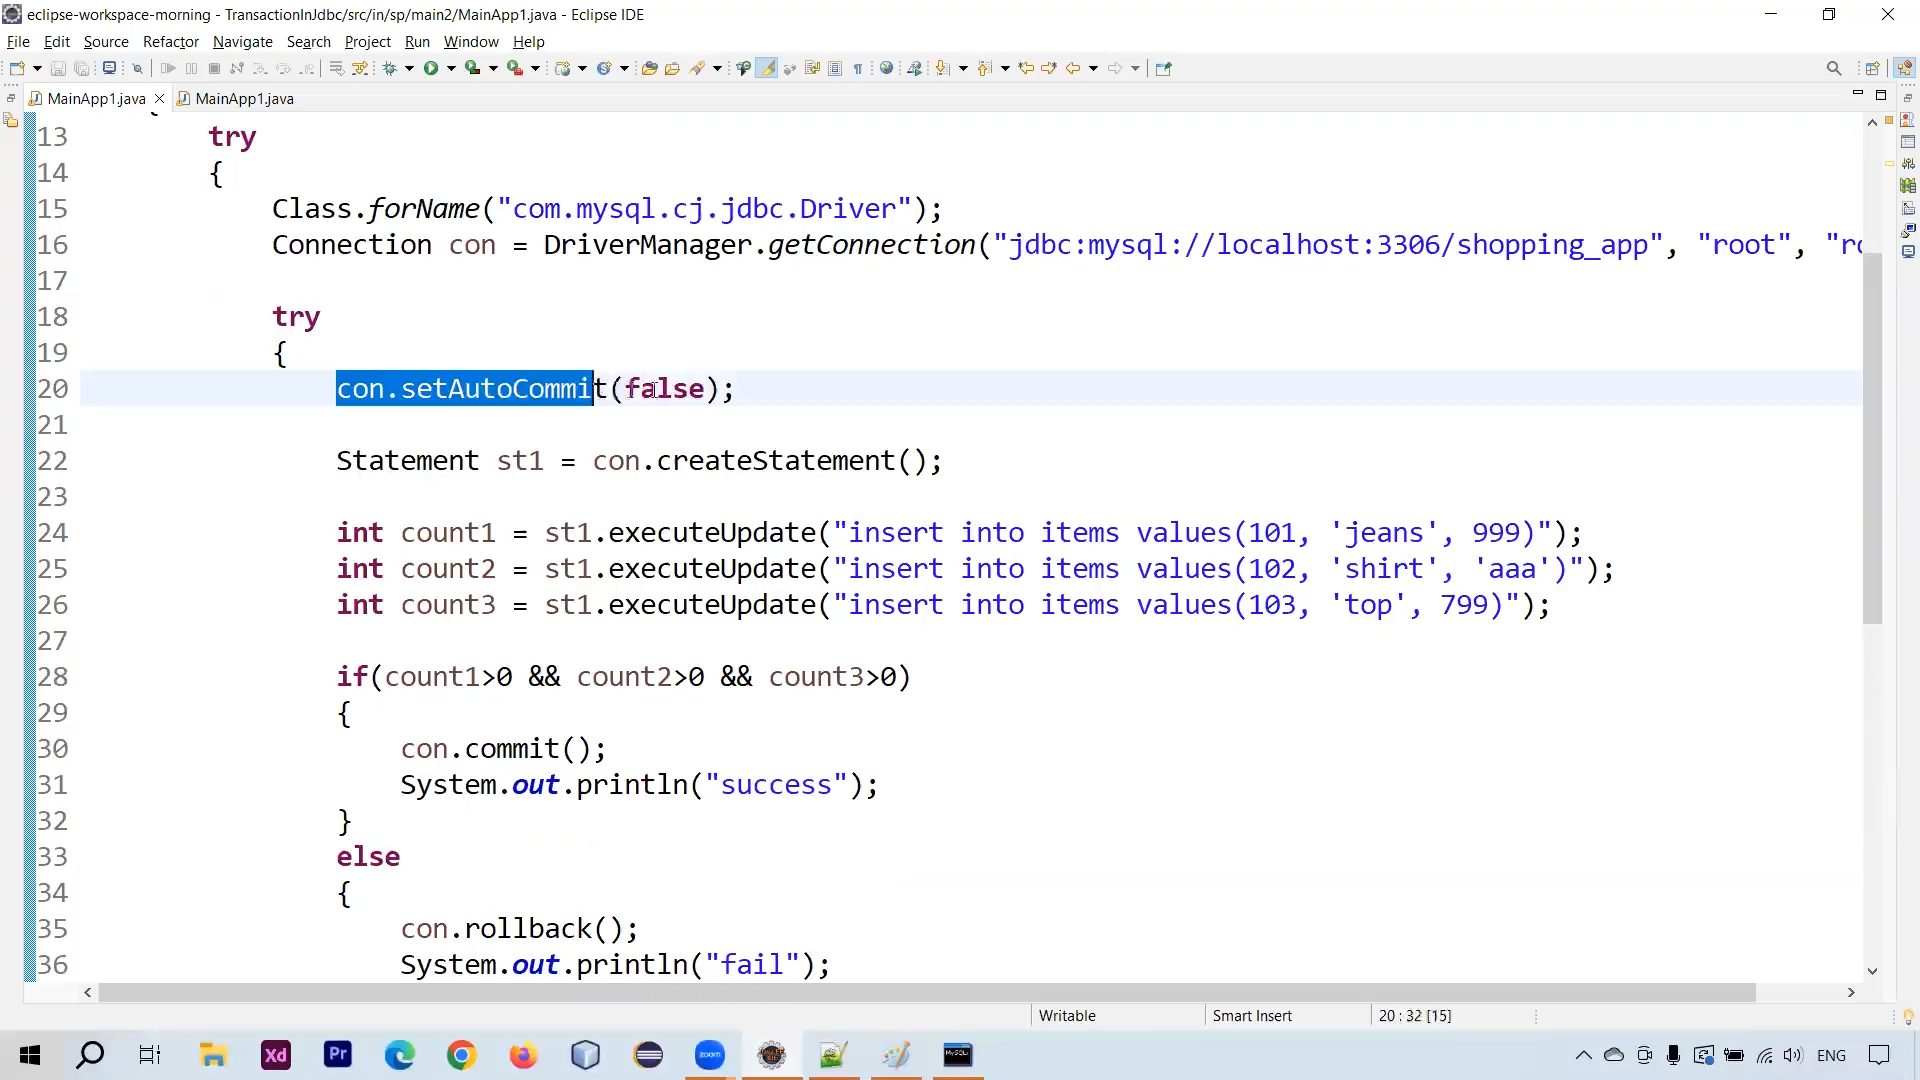 eclipse-workspace-morning - TransactionInJdbc/src/in/sp/main2/MainApp1.java - Eclipse IDE
File Edit Source Refactor Navigate Search Project Run Window Help
MainApp1.java MainApp1.java
13 try
14 {
15 Class.forName("com.mysql.cj.jdbc.Driver");
16 Connection con = DriverManager.getConnection("jdbc:mysql://localhost:3306/shopping_app", "root", "ro
17
18 try
19 {
20 con.setAutoCommit(false);
21
22 Statement st1 = con.createStatement();
23
24 int count1 = st1.executeUpdate("insert into items values(101, 'jeans', 999)");
25 int count2 = st1.executeUpdate("insert into items values(102, 'shirt', 'aaa')");
26 int count3 = st1.executeUpdate("insert into items values(103, 'top', 799)");
27
28 if(count1>0 && count2>0 && count3>0)
29 {
30 con.commit();
31 System.out.println("success");
32 }
33 else
34 {
35 con.rollback();
36 System.out.println("fail");
Writable Smart Insert 20 : 32 [15]
Xd Pr zoom MySQL ENG